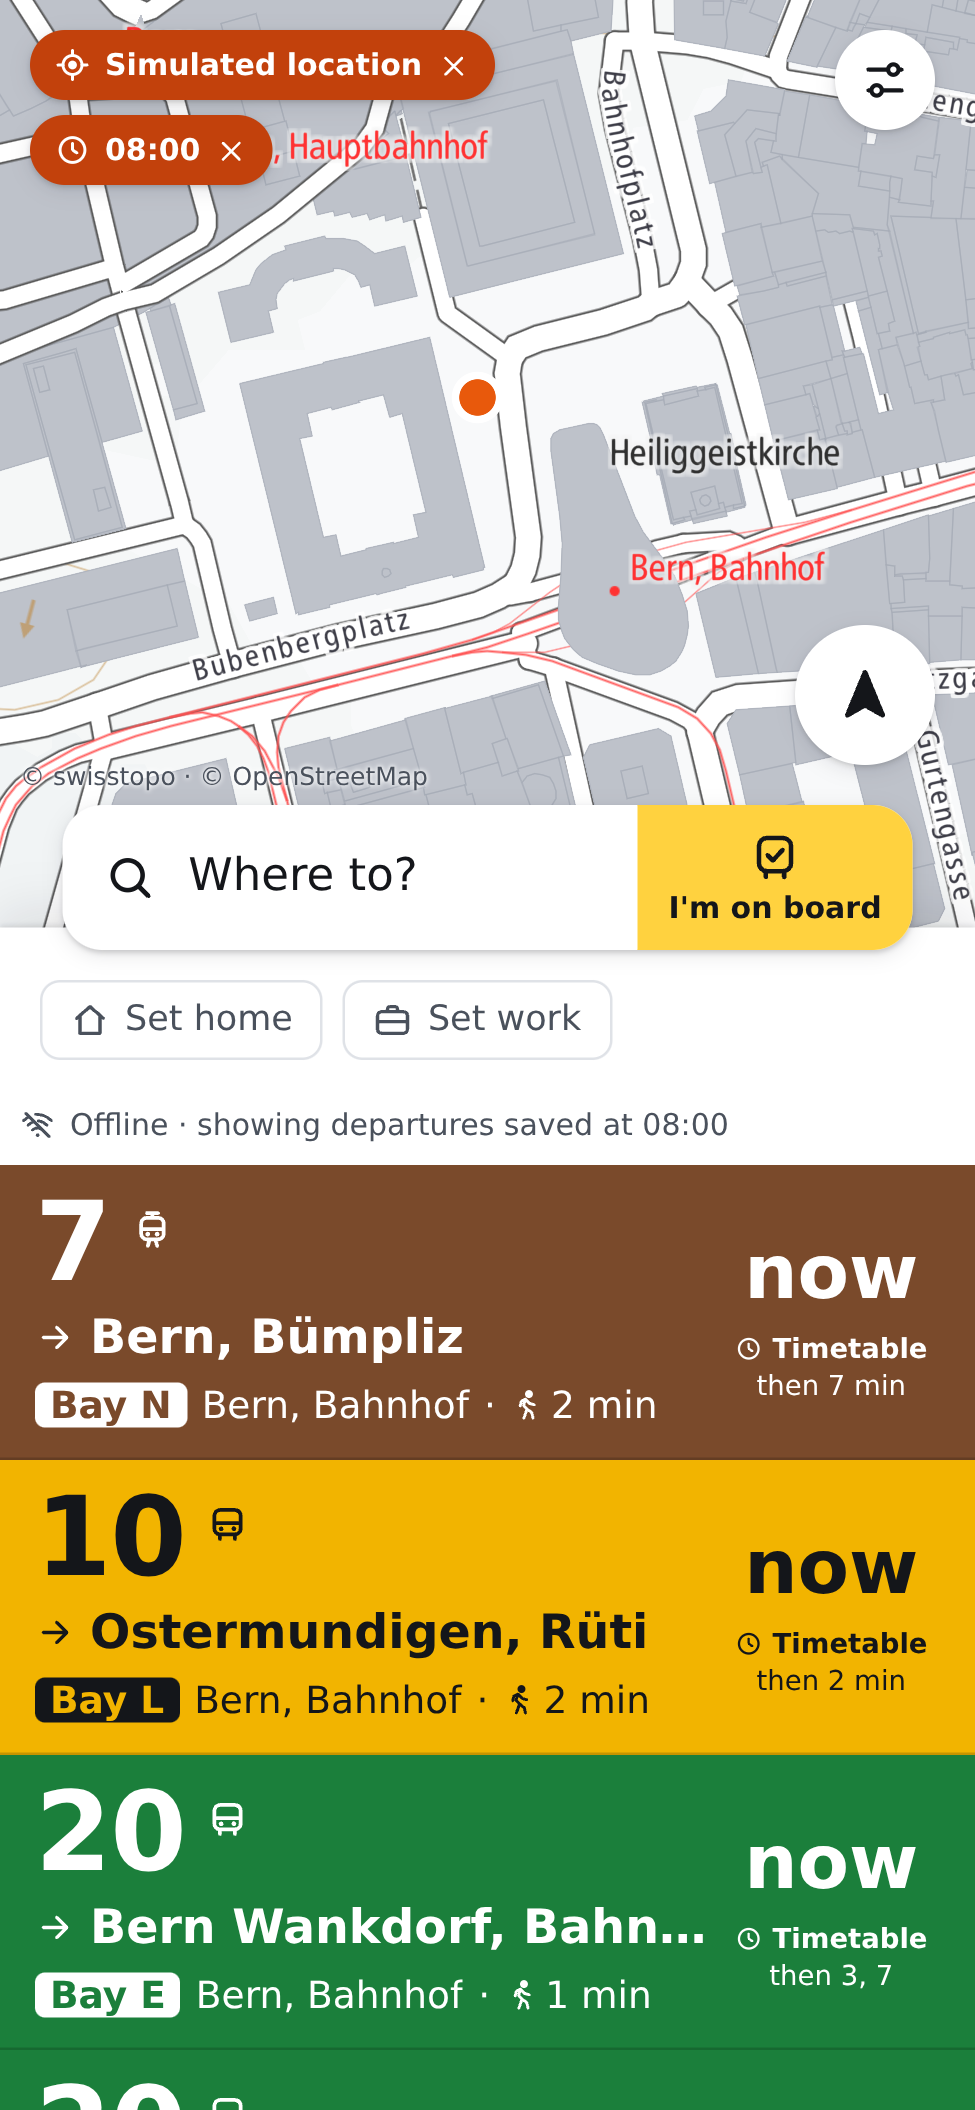 Simulated location
08:00
, Hauptbahnhof
Bahnhofplatz
Heiliggeistkirche
Bern, Bahnhof
Bubenbergplatz
Gurtengasse
© swisstopo · © OpenStreetMap
Where to?
I'm on board
Set home
Set work
Offline · showing departures saved at 08:00
7
now
→ Bern, Bümpliz
Timetable
then 7 min
Bay N Bern, Bahnhof · 2 min
10
now
→ Ostermundigen, Rüti
Timetable
then 2 min
Bay L Bern, Bahnhof · 2 min
20
now
→ Bern Wankdorf, Bahn...
Timetable
then 3, 7
Bay E Bern, Bahnhof · 1 min
20